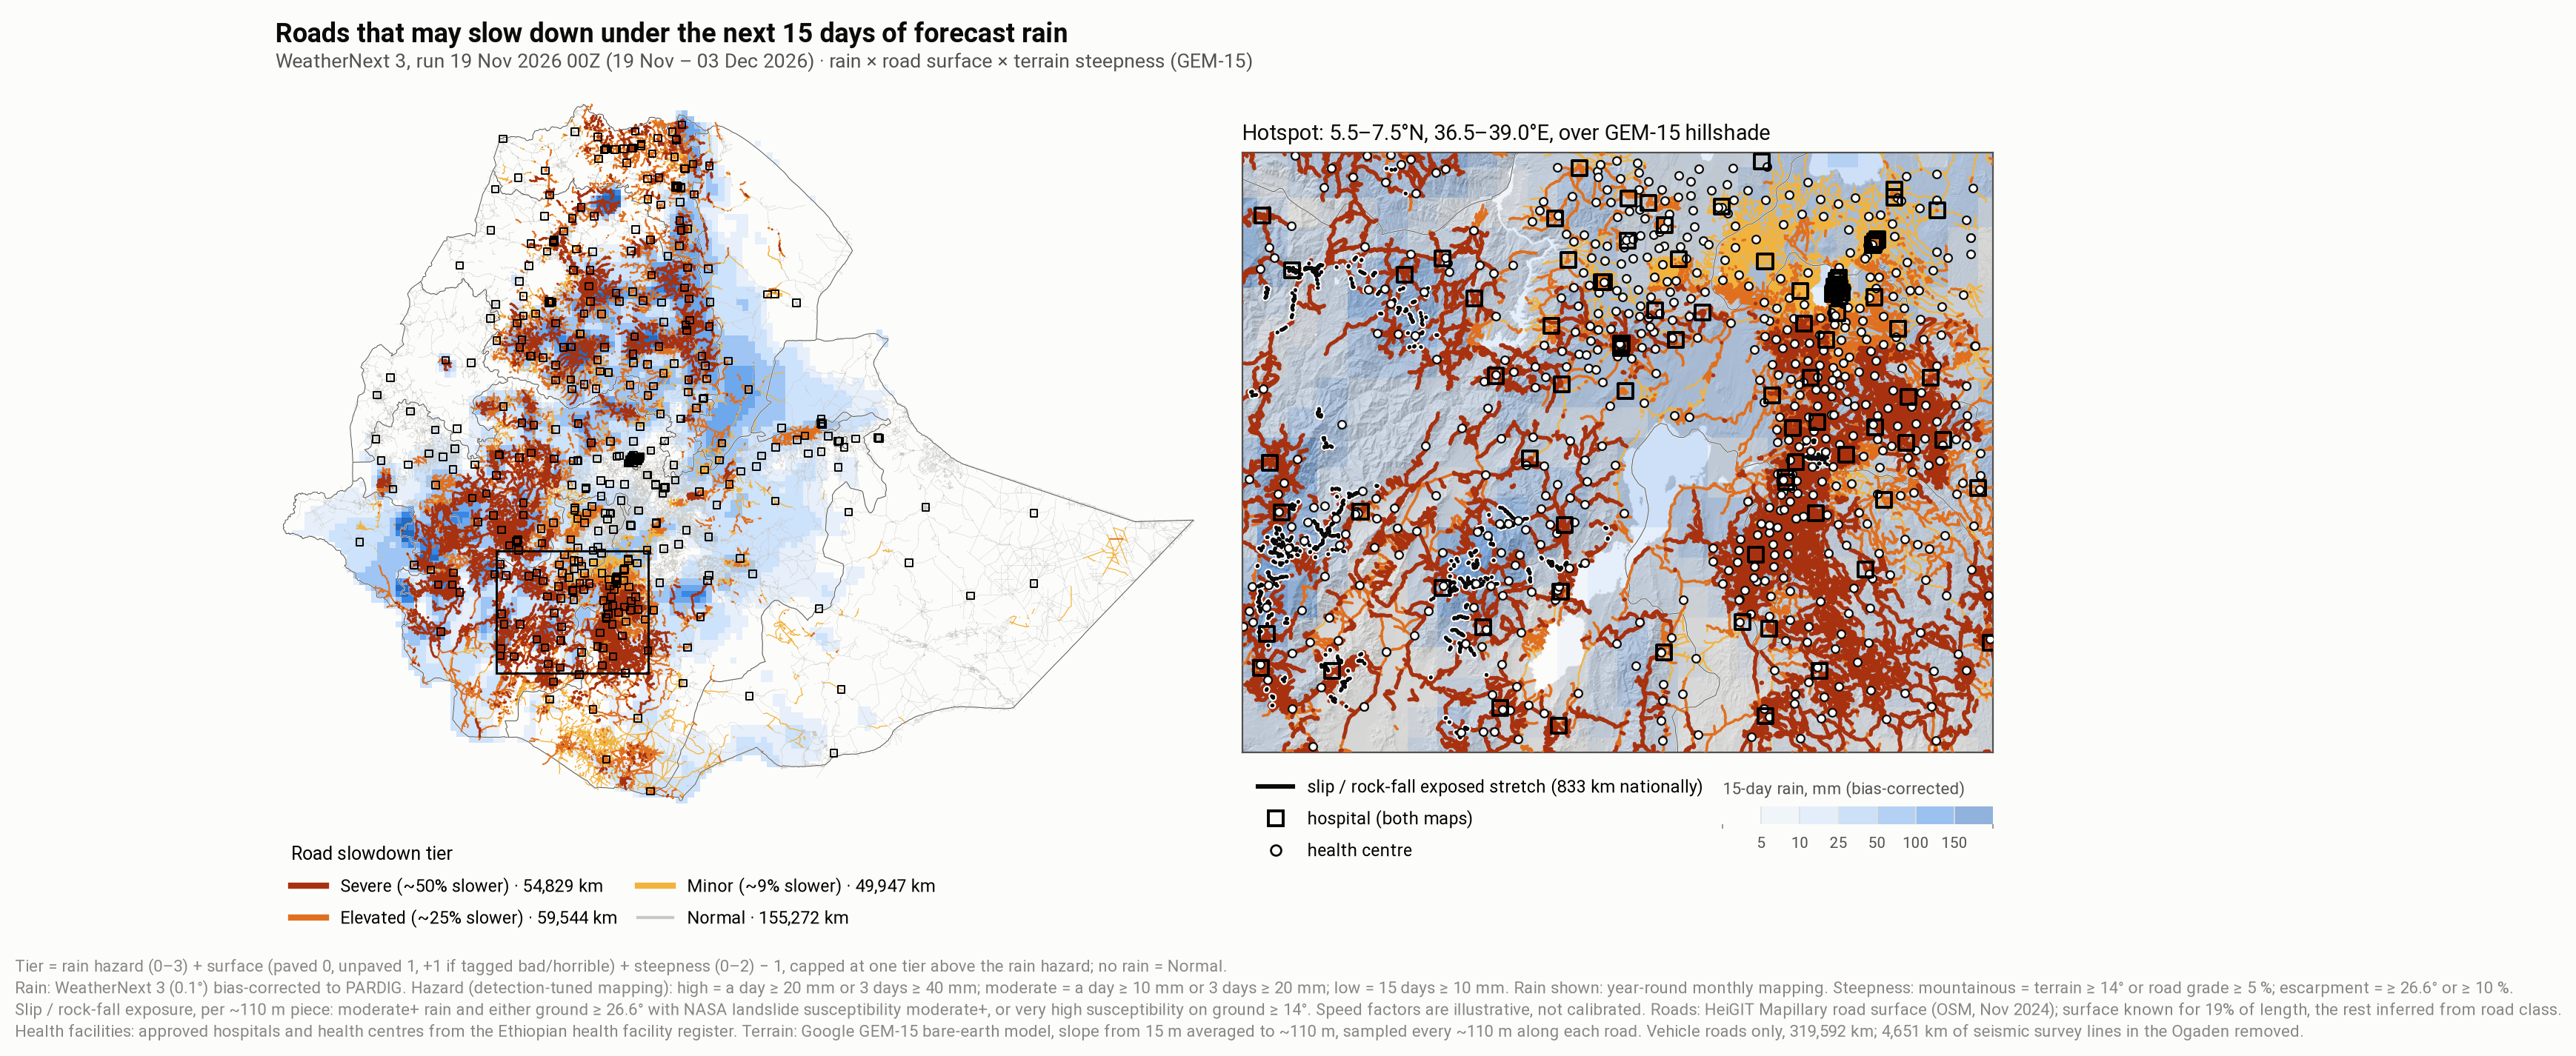 Roads that may slow down under the next 15 days of forecast rain
WeatherNext 3, run 19 Nov 2026 00Z (19 Nov – 03 Dec 2026) · rain × road surface × terrain steepness (GEM-15)
Hotspot: 5.5–7.5°N, 36.5–39.0°E, over GEM-15 hillshade
slip / rock-fall exposed stretch (833 km nationally)
hospital (both maps)
health centre
15-day rain, mm (bias-corrected)
5 10 25 50 100 150
Road slowdown tier
Severe (~50% slower) · 54,829 km
Minor (~9% slower) · 49,947 km
Elevated (~25% slower) · 59,544 km
Normal · 155,272 km
Tier = rain hazard (0–3) + surface (paved 0, unpaved 1, +1 if tagged bad/horrible) + steepness (0–2) − 1, capped at one tier above the rain hazard; no rain = Normal.
Rain: WeatherNext 3 (0.1°) bias-corrected to PARDIG. Hazard (detection-tuned mapping): high = a day ≥ 20 mm or 3 days ≥ 40 mm; moderate = a day ≥ 10 mm or 3 days ≥ 20 mm; low = 15 days ≥ 10 mm. Rain shown: year-round monthly mapping. Steepness: mountainous = terrain ≥ 14° or road grade ≥ 5 %; escarpment = ≥ 26.6° or ≥ 10 %.
Slip / rock-fall exposure, per ~110 m piece: moderate+ rain and either ground ≥ 26.6° with NASA landslide susceptibility moderate+, or very high susceptibility on ground ≥ 14°. Speed factors are illustrative, not calibrated. Roads: HeiGIT Mapillary road surface (OSM, Nov 2024); surface known for 19% of length, the rest inferred from road class.
Health facilities: approved hospitals and health centres from the Ethiopian health facility register. Terrain: Google GEM-15 bare-earth model, slope from 15 m averaged to ~110 m, sampled every ~110 m along each road. Vehicle roads only, 319,592 km; 4,651 km of seismic survey lines in the Ogaden removed.